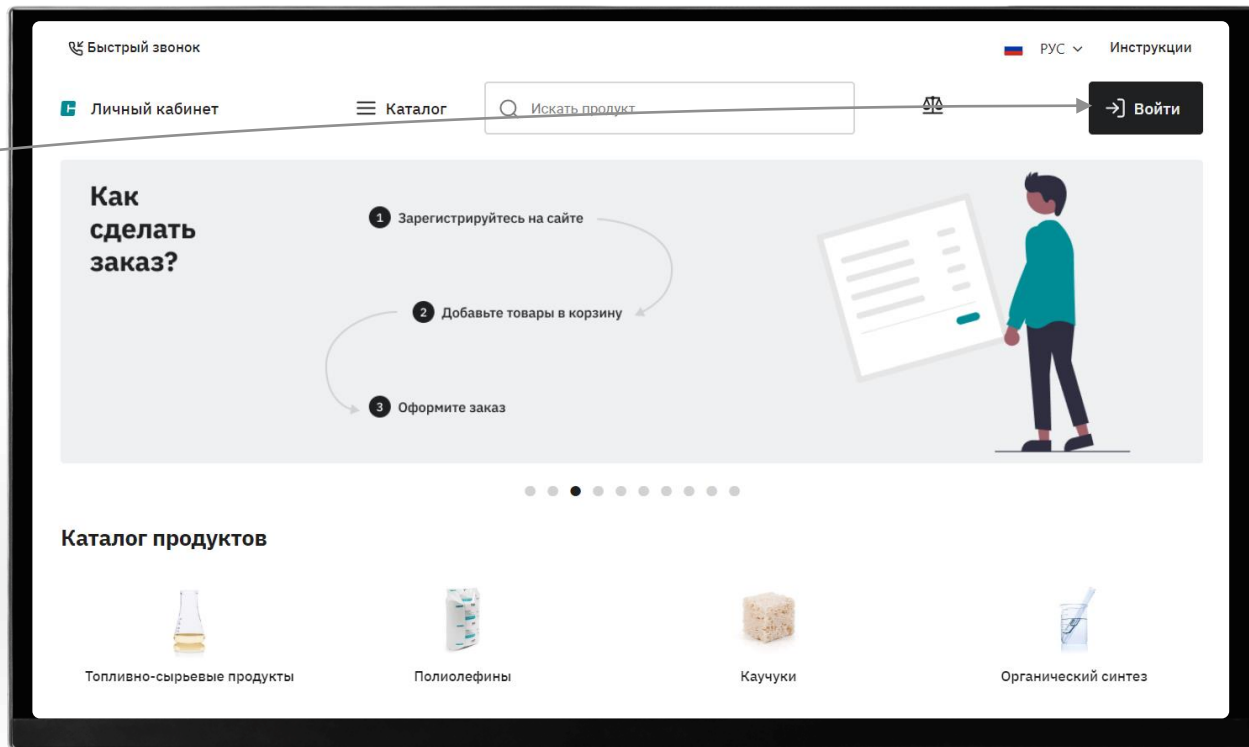 Быстрый звонок
РУС
Инструкции
Личный кабинет
Каталог
Искать продукт
Войти
Как
сделать
заказ?
1 Зарегистрируйтесь на сайте
2 Добавьте товары в корзину
3 Оформите заказ
Каталог продуктов
Топливно-сырьевые продукты
Полиолефины
Каучуки
Органический синтез